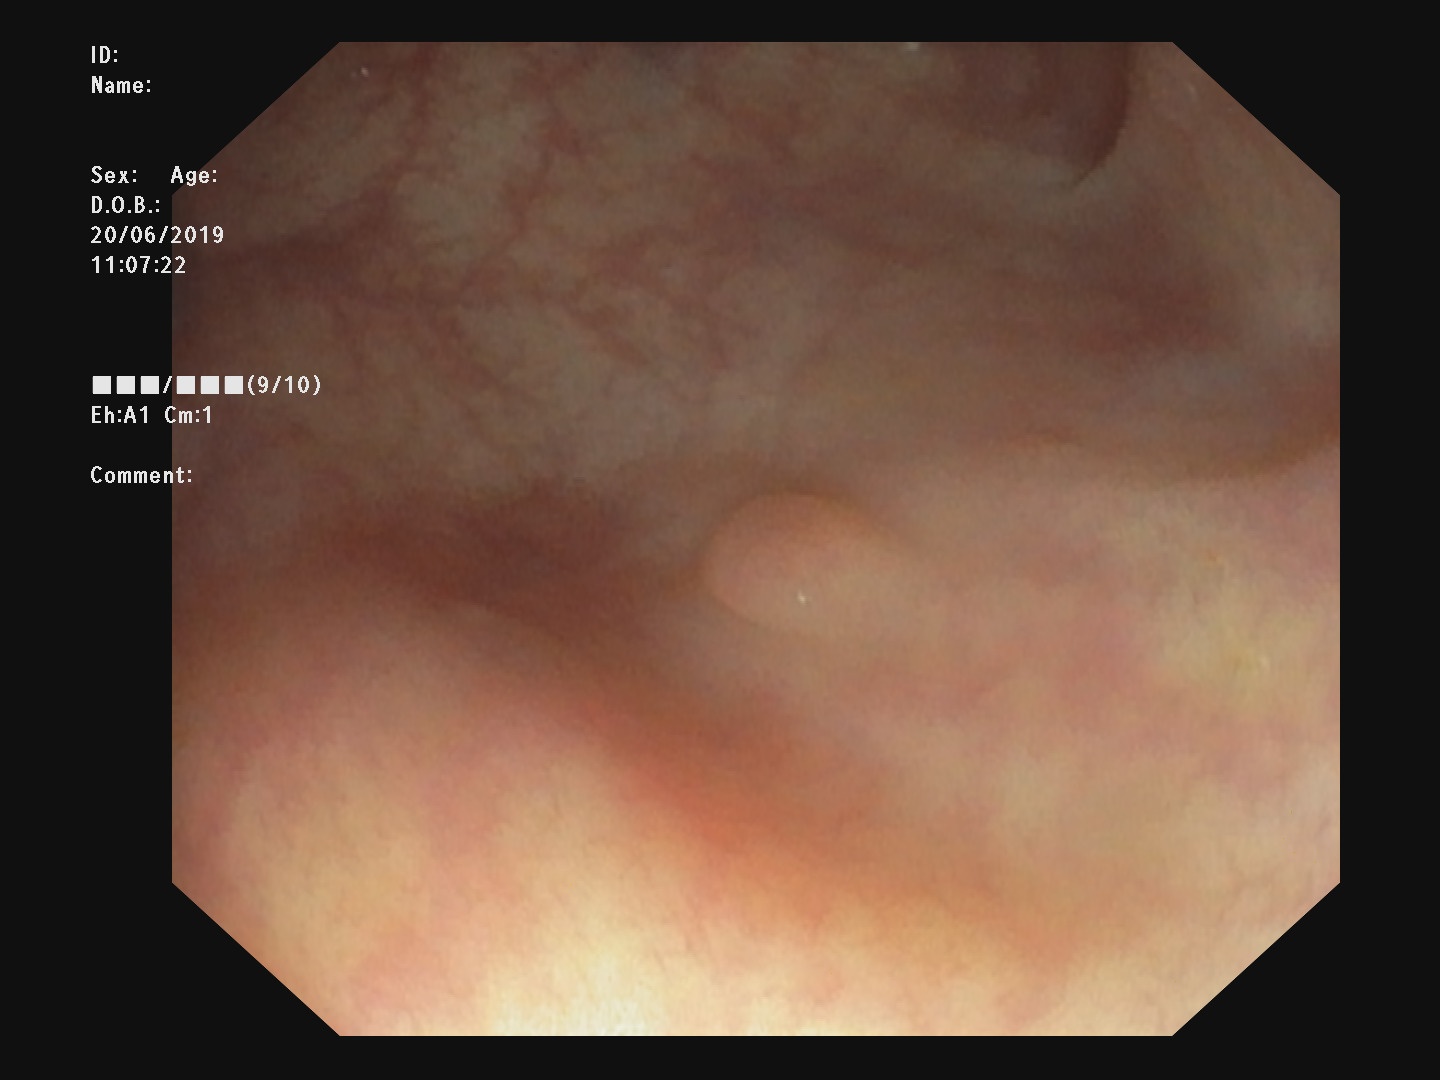 ID:
Name:
Sex: Age:
D.O.B.:
20/06/2019
11:07:22
■■■/■■■(9/10)
Eh:A1 Cm:1
Comment: